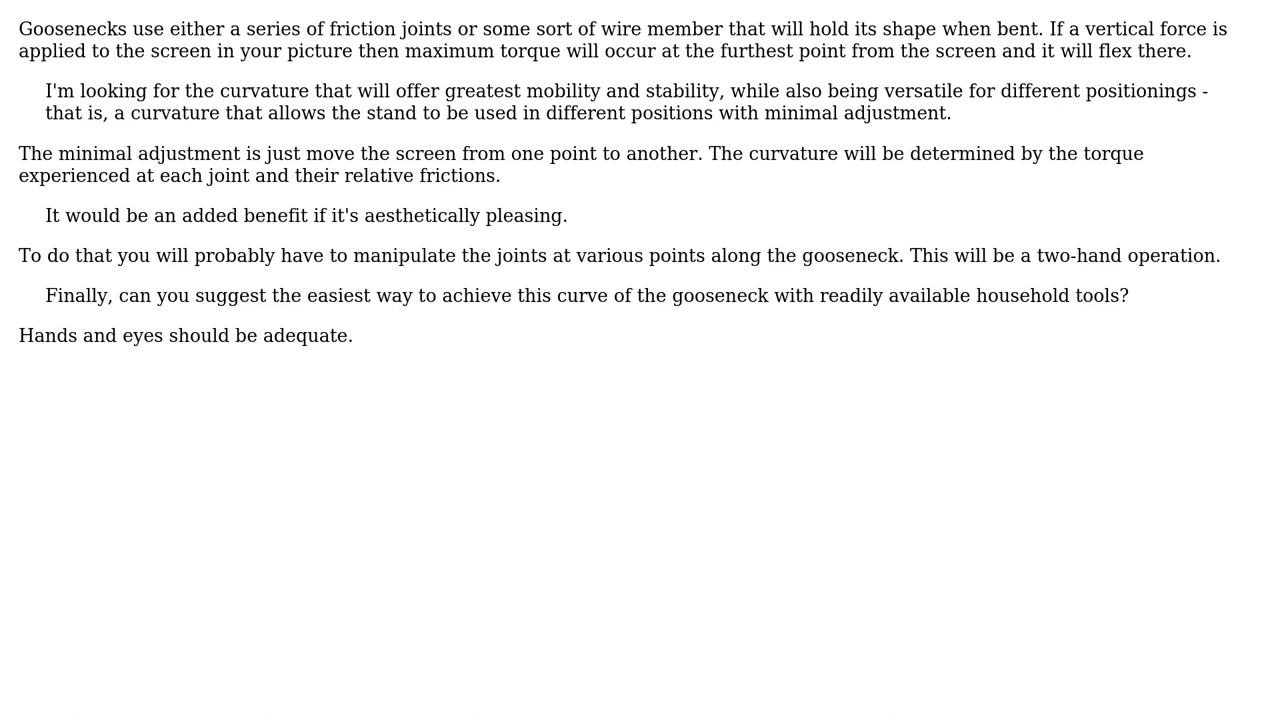 Goosenecks use either a series of friction joints or some sort of wire member that will hold its shape when bent. If a vertical force is
applied to the screen in your picture then maximum torque will occur at the furthest point from the screen and it will flex there.
I'm looking for the curvature that will offer greatest mobility and stability, while also being versatile for different positionings -
that is, a curvature that allows the stand to be used in different positions with minimal adjustment.
The minimal adjustment is just move the screen from one point to another. The curvature will be determined by the torque
experienced at each joint and their relative frictions.
It would be an added benefit if it's aesthetically pleasing.
To do that you will probably have to manipulate the joints at various points along the gooseneck. This will be a two-hand operation.
Finally, can you suggest the easiest way to achieve this curve of the gooseneck with readily available household tools?
Hands and eyes should be adequate.